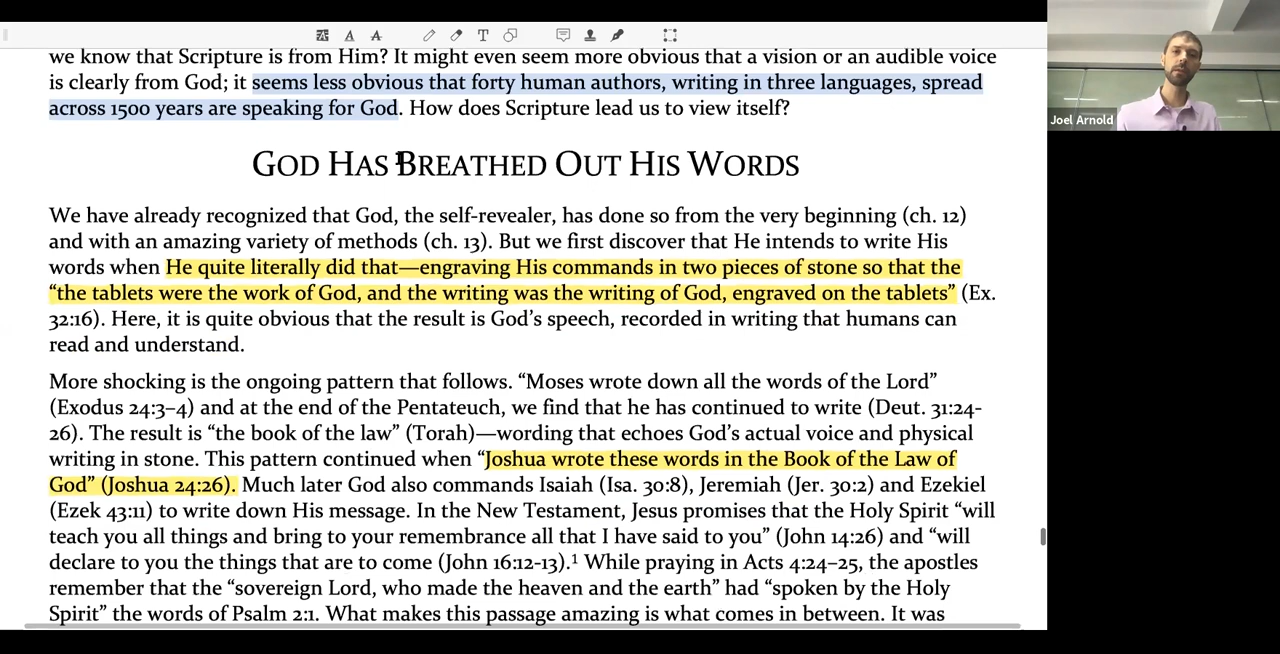 we know that Scripture is from Him? It might even seem more obvious that a vision or an audible voice
is clearly from God; it seems less obvious that forty human authors, writing in three languages, spread
across 1500 years are speaking for God. How does Scripture lead us to view itself?
GOD HAS BREATHED OUT HIS WORDS
We have already recognized that God, the self-revealer, has done so from the very beginning (ch. 12)
and with an amazing variety of methods (ch. 13). But we first discover that He intends to write His
words when He quite literally did that—engraving His commands in two pieces of stone so that the
“the tablets were the work of God, and the writing was the writing of God, engraved on the tablets” (Ex.
32:16). Here, it is quite obvious that the result is God’s speech, recorded in writing that humans can
read and understand.
More shocking is the ongoing pattern that follows. “Moses wrote down all the words of the Lord”
(Exodus 24:3–4) and at the end of the Pentateuch, we find that he has continued to write (Deut. 31:24-
26). The result is “the book of the law” (Torah)—wording that echoes God’s actual voice and physical
writing in stone. This pattern continued when “Joshua wrote these words in the Book of the Law of
God” (Joshua 24:26). Much later God also commands Isaiah (Isa. 30:8), Jeremiah (Jer. 30:2) and Ezekiel
(Ezek 43:11) to write down His message. In the New Testament, Jesus promises that the Holy Spirit “will
teach you all things and bring to your remembrance all that I have said to you” (John 14:26) and “will
declare to you the things that are to come (John 16:12-13).¹ While praying in Acts 4:24–25, the apostles
remember that the “sovereign Lord, who made the heaven and the earth” had “spoken by the Holy
Spirit” the words of Psalm 2:1. What makes this passage amazing is what comes in between. It was
Joel Arnold